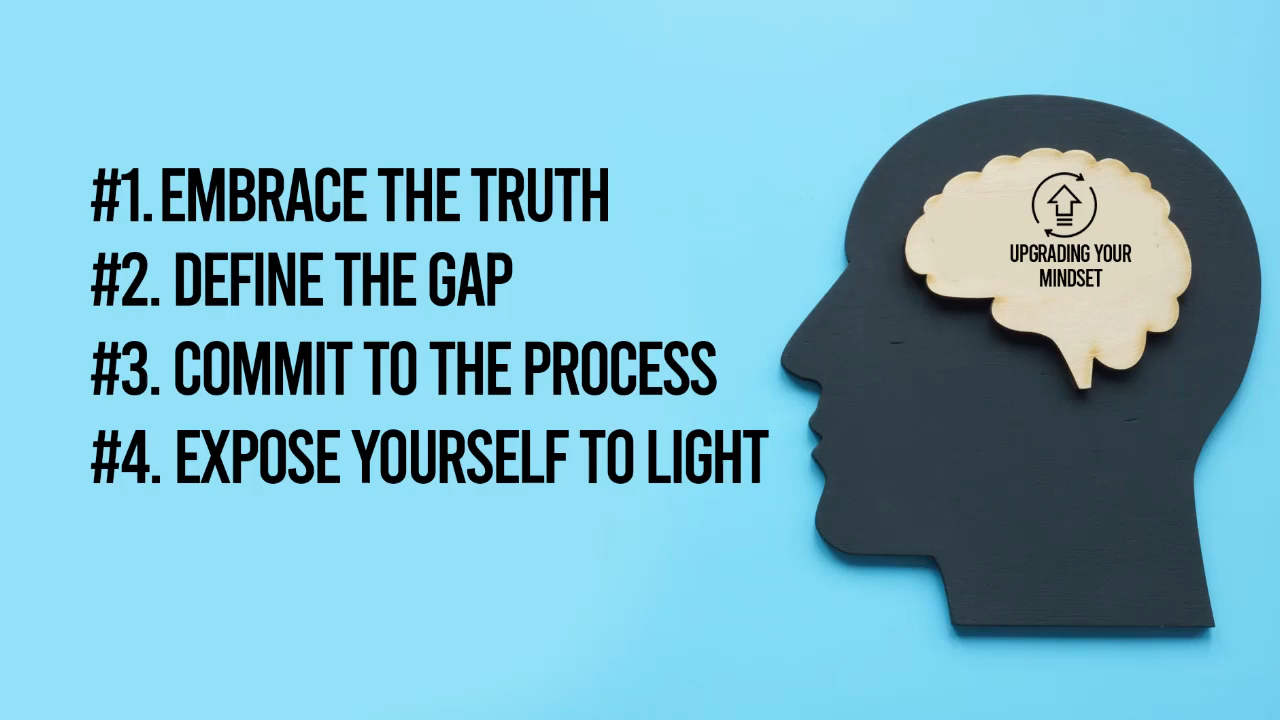 #1. EMBRACE THE TRUTH
#2. DEFINE THE GAP
#3. COMMIT TO THE PROCESS
#4. EXPOSE YOURSELF TO LIGHT
UPGRADING YOUR
MINDSET